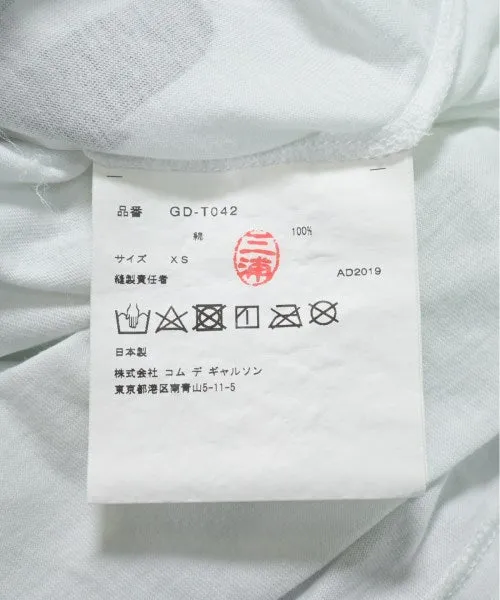 品番 GD-T042
綿 100%
サイズ XS
三浦
縫製責任者 AD2019
日本製
株式会社 コム デ ギャルソン
東京都港区南青山5-11-5